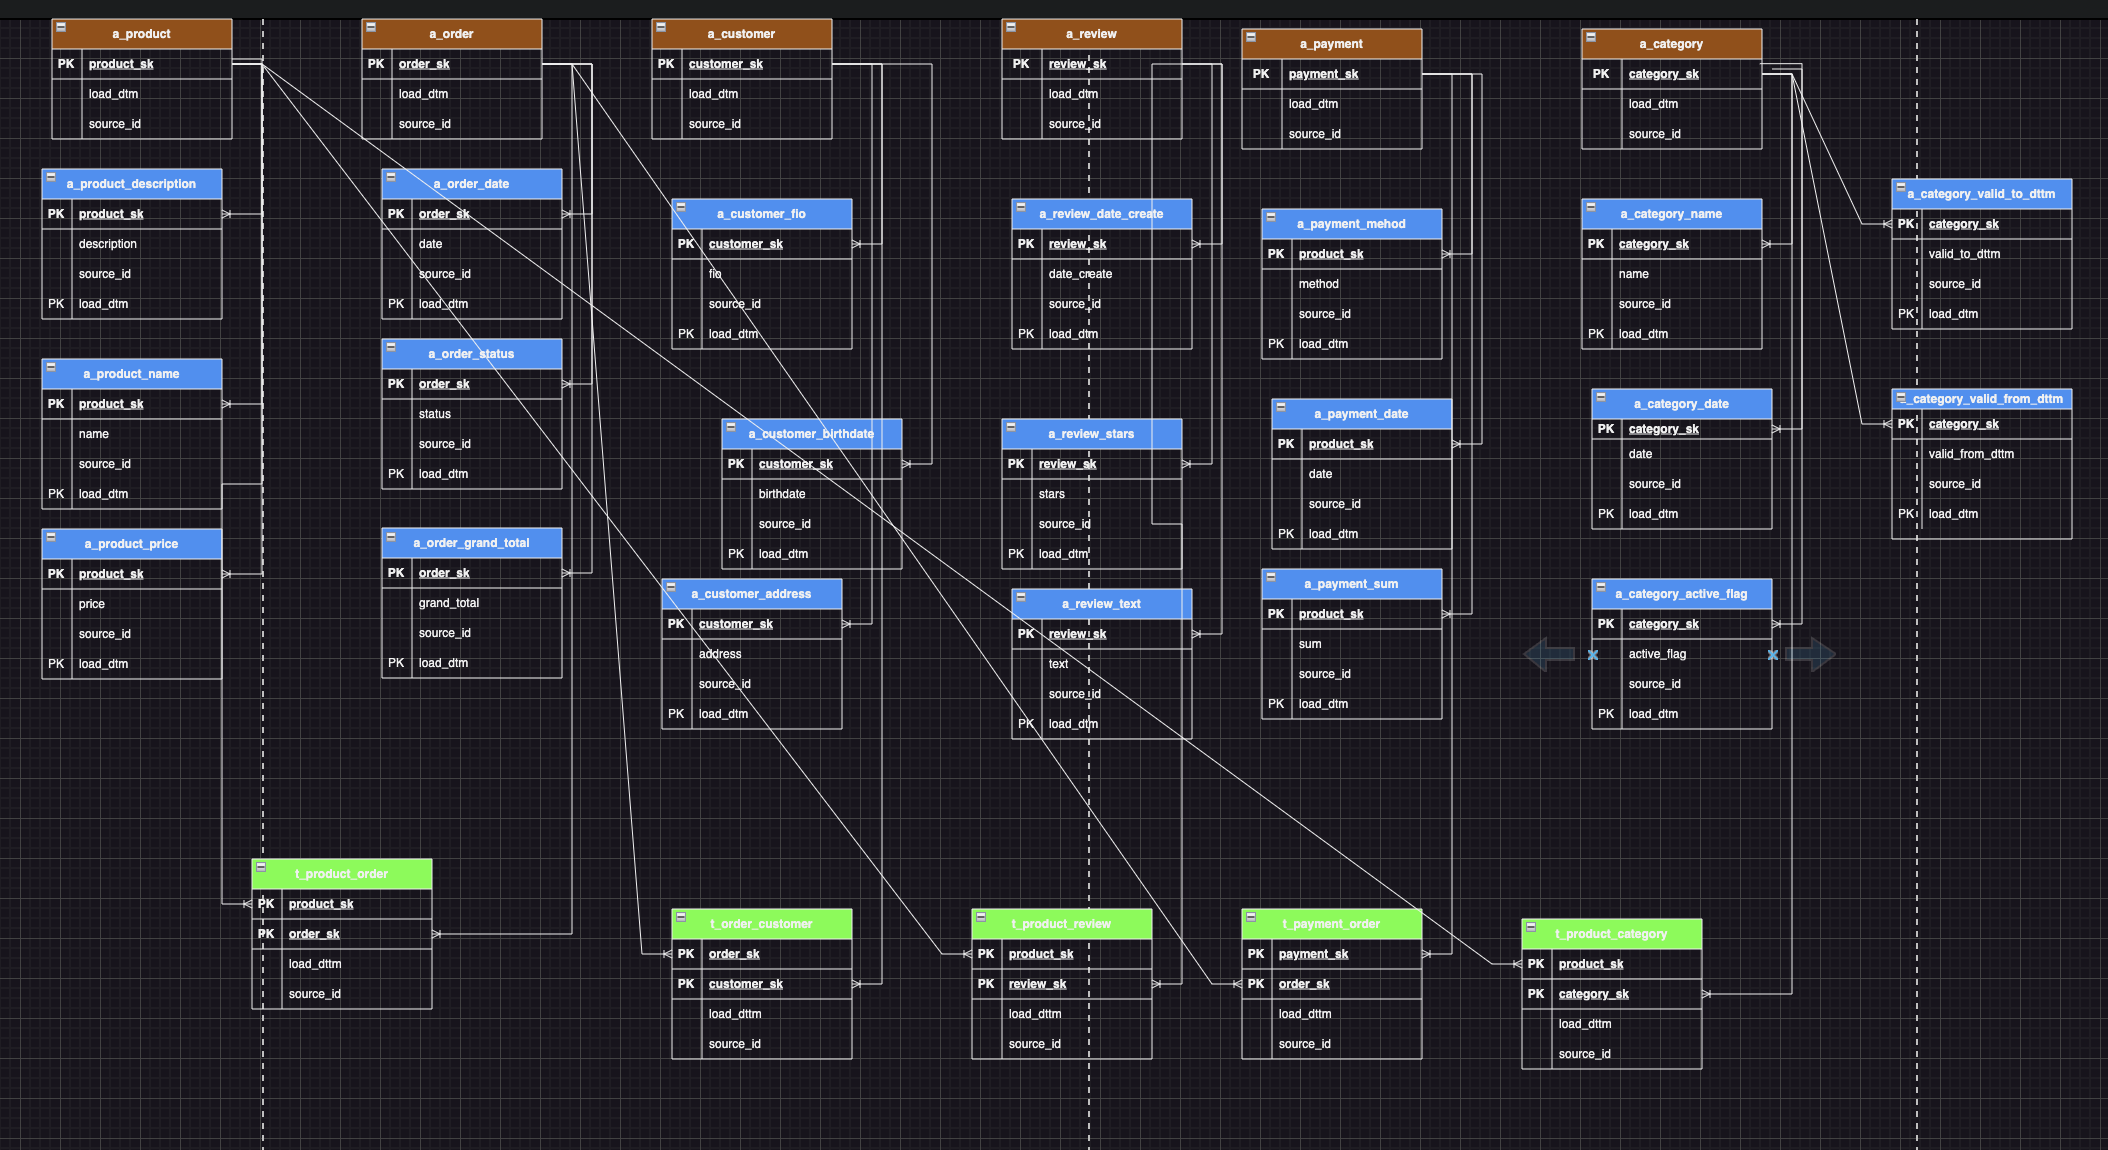 a_product
PK product_sk
load_dtm
source_id
a_order
PK order_sk
load_dtm
source_id
a_customer
PK customer_sk
load_dtm
source_id
a_review
PK review_sk
load_dtm
source_id
a_payment
PK payment_sk
load_dtm
source_id
a_category
PK category_sk
load_dtm
source_id
a_product_description
PK product_sk
description
source_id
PK load_dtm
a_order_date
PK order_sk
date
source_id
PK load_dtm
a_customer_fio
PK customer_sk
fio
source_id
PK load_dtm
a_review_date_create
PK review_sk
date_create
source_id
PK load_dtm
a_payment_mehod
PK product_sk
method
source_id
PK load_dtm
a_category_name
PK category_sk
name
source_id
PK load_dtm
a_category_valid_to_dttm
PK category_sk
valid_to_dttm
source_id
PK load_dtm
a_product_name
PK product_sk
name
source_id
PK load_dtm
a_order_status
PK order_sk
status
source_id
PK load_dtm
a_customer_birthdate
PK customer_sk
birthdate
source_id
PK load_dtm
a_review_stars
PK review_sk
stars
source_id
PK load_dtm
a_payment_date
PK product_sk
date
source_id
PK load_dtm
a_category_date
PK category_sk
date
source_id
PK load_dtm
_category_valid_from_dttm
PK category_sk
valid_from_dttm
source_id
PK load_dtm
a_product_price
PK product_sk
price
source_id
PK load_dtm
a_order_grand_total
PK order_sk
grand_total
source_id
PK load_dtm
a_customer_address
PK customer_sk
address
source_id
PK load_dtm
a_review_text
PK review_sk
text
source_id
PK load_dtm
a_payment_sum
PK product_sk
sum
source_id
PK load_dtm
a_category_active_flag
PK category_sk
active_flag
source_id
PK load_dtm
t_product_order
PK product_sk
PK order_sk
load_dttm
source_id
t_order_customer
PK order_sk
PK customer_sk
load_dttm
source_id
t_product_review
PK product_sk
PK review_sk
load_dttm
source_id
t_payment_order
PK payment_sk
PK order_sk
load_dttm
source_id
t_product_category
PK product_sk
PK category_sk
load_dttm
source_id